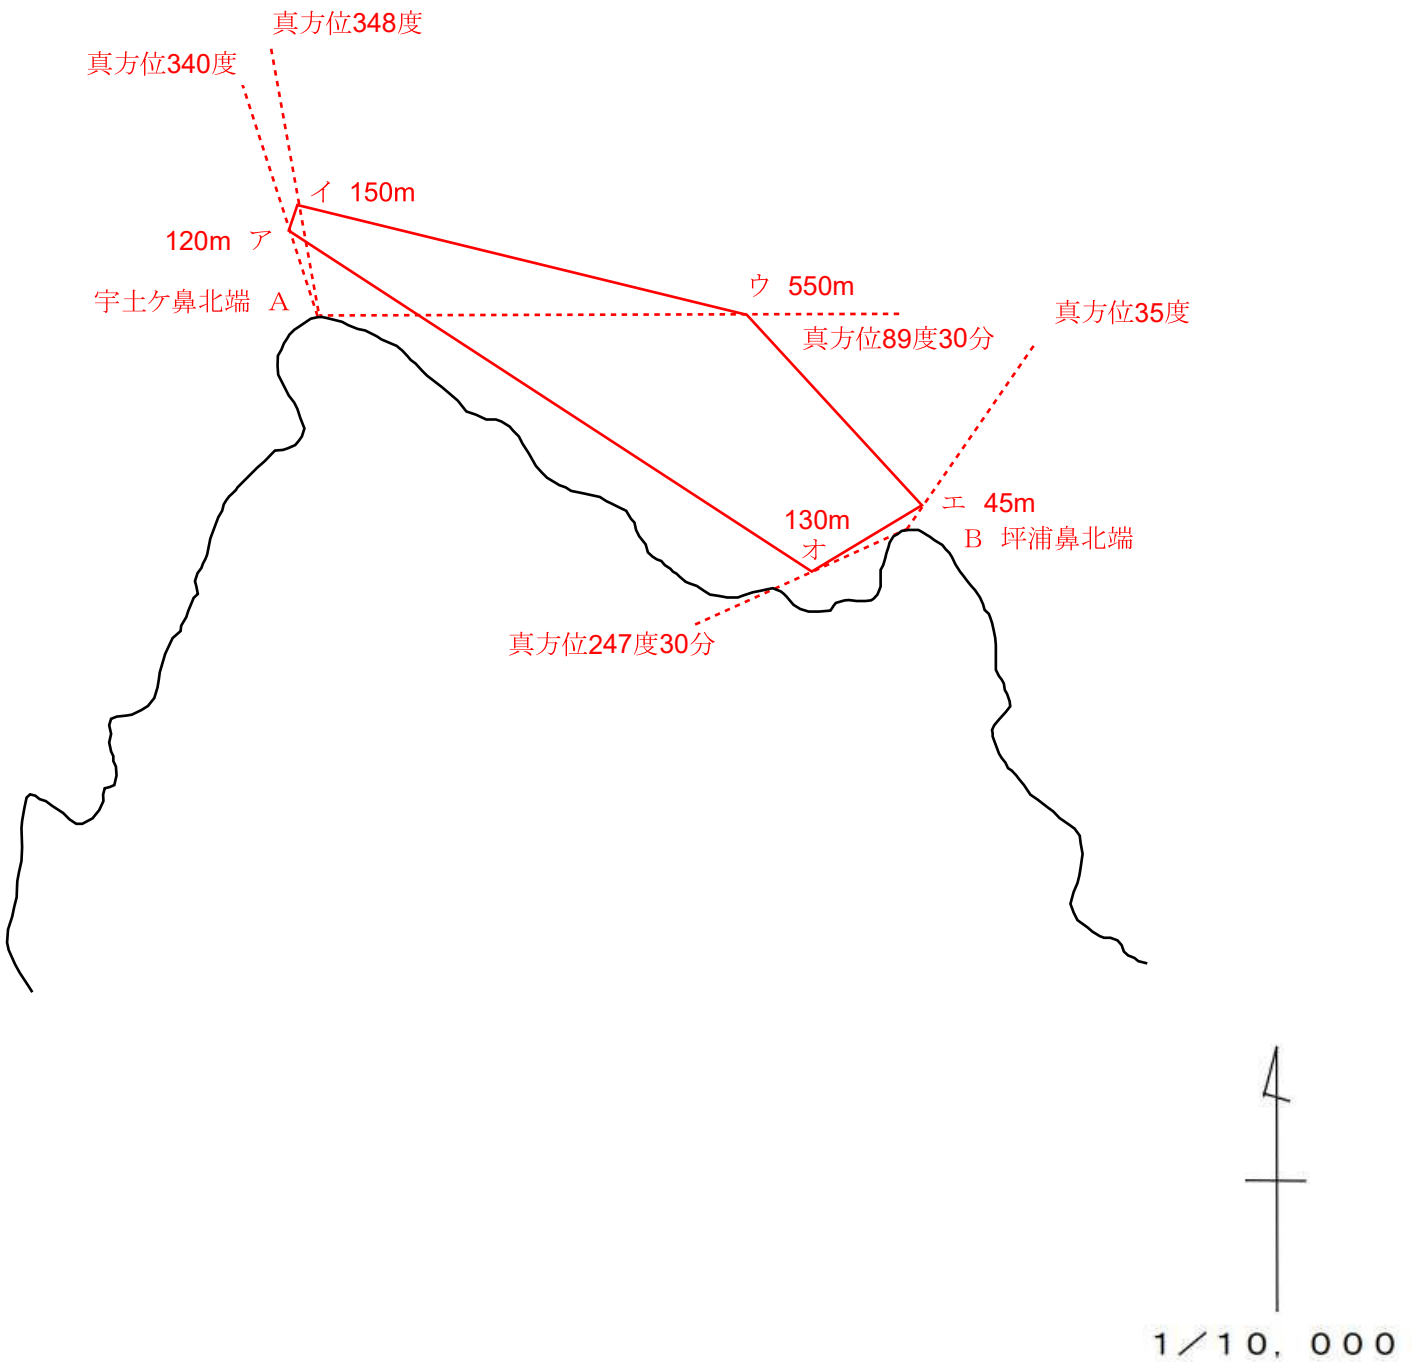 真方位348度
真方位340度
イ 150m
120m ア
宇土ケ鼻北端 A
ウ 550m
真方位35度
真方位89度30分
エ 45m
130m
オ
B 坪浦鼻北端
真方位247度30分
1／10，000